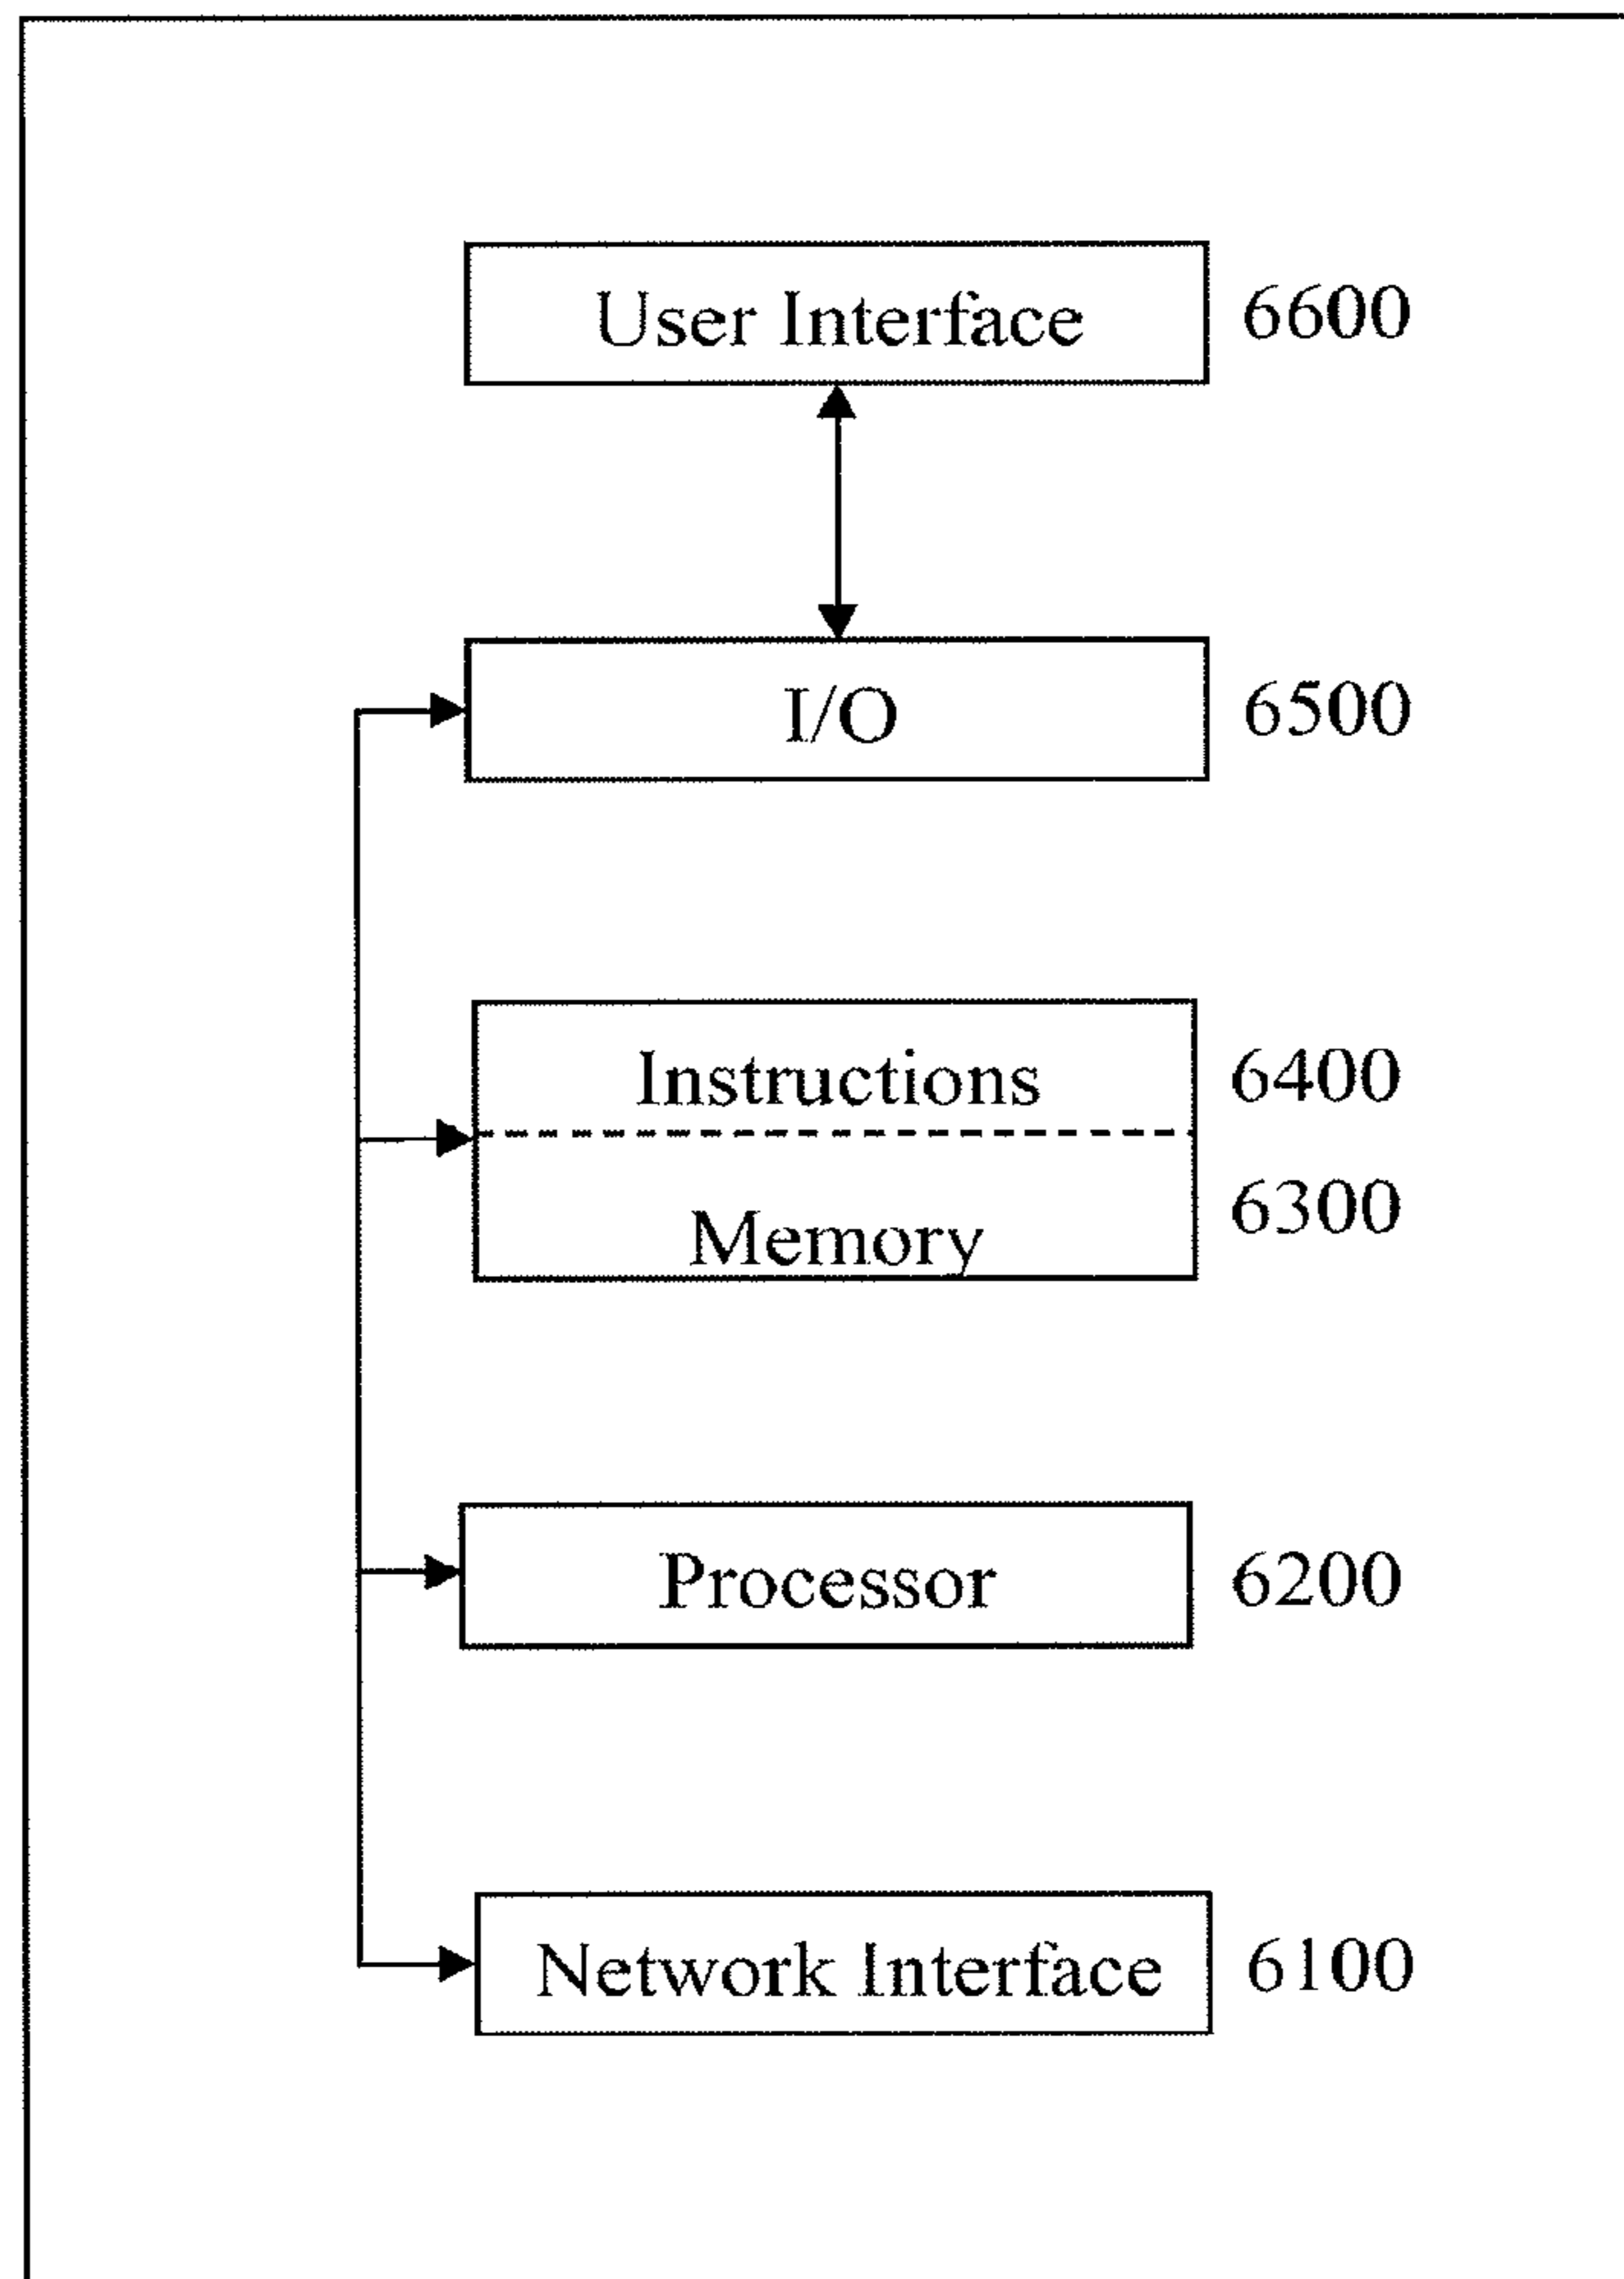 User Interface 6600
I/O 6500
Instructions 6400
Memory 6300
Processor 6200
Network Interface 6100